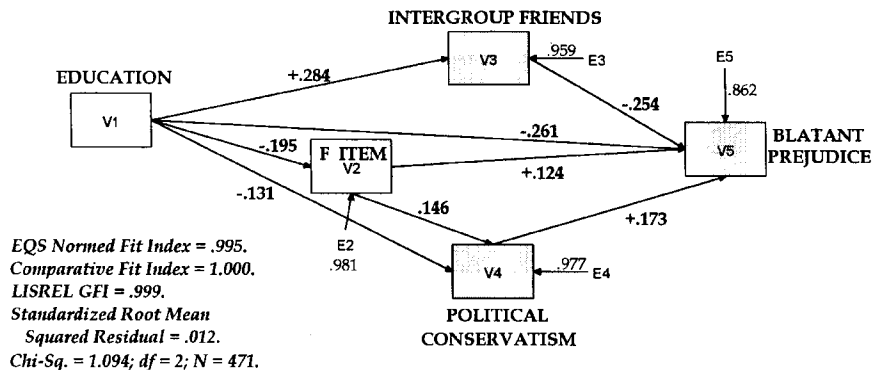 INTERGROUP FRIENDS
.959
E3
V3
E5
EDUCATION
+.284
.862
-.254
V1
-.261
V5
BLATANT
PREJUDICE
-.195
F ITEM
V2
+.124
-.131
.146
+.173
E2
.981
EQS Normed Fit Index = .995.
Comparative Fit Index = 1.000.
LISREL GFI = .999.
Standardized Root Mean
Squared Residual = .012.
Chi-Sq. = 1.094; df = 2; N = 471.
V4
.977
E4
POLITICAL
CONSERVATISM